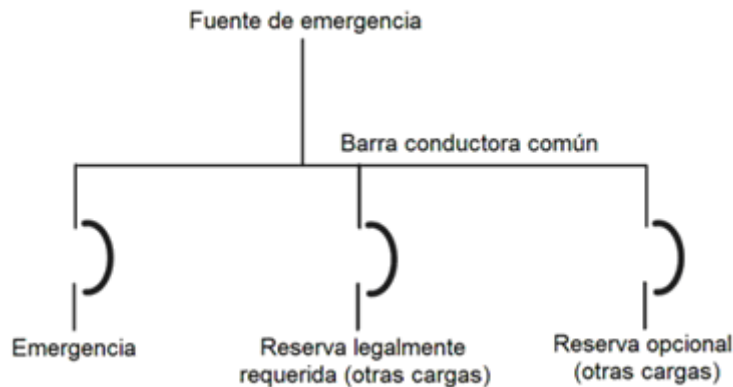 Fuente de emergencia
Barra conductora común
Emergencia
Reserva legalmente
requerida (otras cargas)
Reserva opcional
(otras cargas)